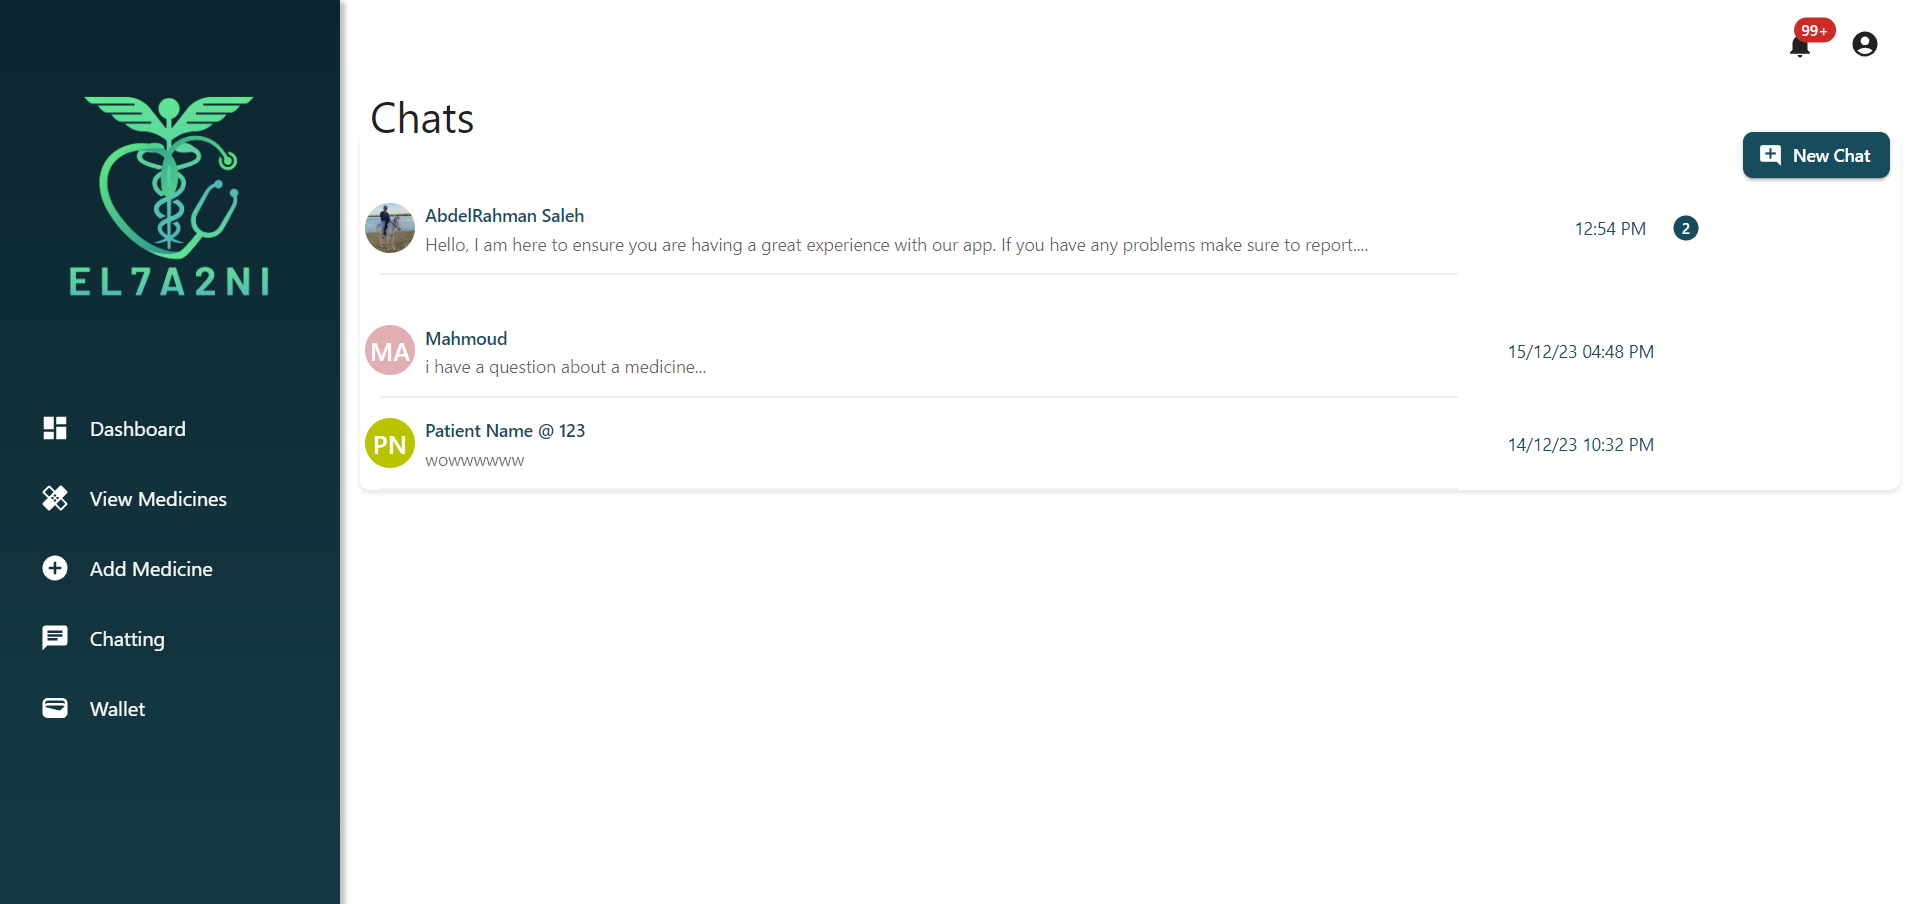 EL7A2NI
Dashboard
View Medicines
Add Medicine
Chatting
Wallet
99+
Chats
New Chat
AbdelRahman Saleh
Hello, I am here to ensure you are having a great experience with our app. If you have any problems make sure to report....
12:54 PM
2
MA
Mahmoud
i have a question about a medicine...
15/12/23 04:48 PM
PN
Patient Name @ 123
wowwwwww
14/12/23 10:32 PM